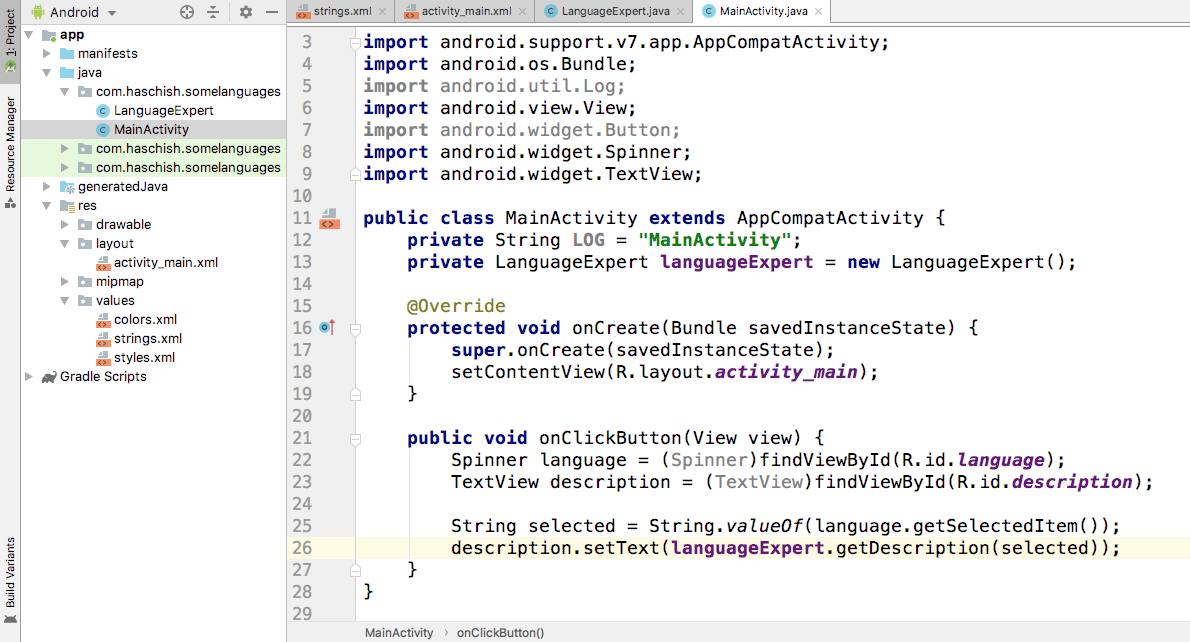 Android
strings.xml
activity_main.xml
LanguageExpert.java
MainActivity.java
1: Project
Resource Manager
Build Variants
app
manifests
java
com.haschish.somelanguages
LanguageExpert
MainActivity
com.haschish.somelanguages
com.haschish.somelanguages
generatedJava
res
drawable
layout
activity_main.xml
mipmap
values
colors.xml
strings.xml
styles.xml
Gradle Scripts
3 import android.support.v7.app.AppCompatActivity;
4 import android.os.Bundle;
5 import android.util.Log;
6 import android.view.View;
7 import android.widget.Button;
8 import android.widget.Spinner;
9 import android.widget.TextView;
10
11 public class MainActivity extends AppCompatActivity {
12 private String LOG = "MainActivity";
13 private LanguageExpert languageExpert = new LanguageExpert();
14
15 @Override
16 protected void onCreate(Bundle savedInstanceState) {
17 super.onCreate(savedInstanceState);
18 setContentView(R.layout.activity_main);
19 }
20
21 public void onClickButton(View view) {
22 Spinner language = (Spinner)findViewById(R.id.language);
23 TextView description = (TextView)findViewById(R.id.description);
24
25 String selected = String.valueOf(language.getSelectedItem());
26 description.setText(languageExpert.getDescription(selected));
27 }
28 }
29
MainActivity › onClickButton()